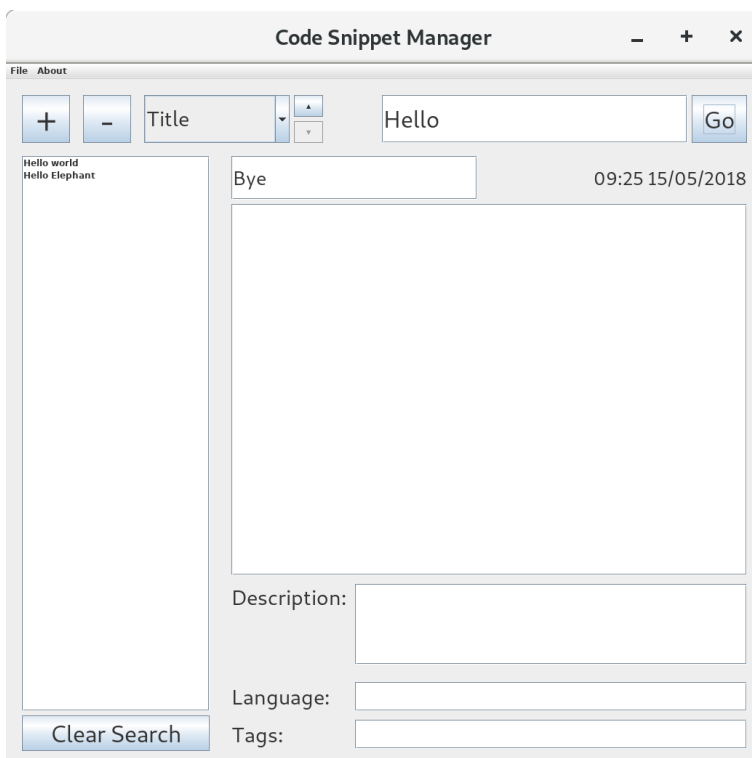 Code Snippet Manager
File About
+ - Title Hello Go
Hello world
Hello Elephant
Bye 09:25 15/05/2018
Description:
Language:
Clear Search Tags: